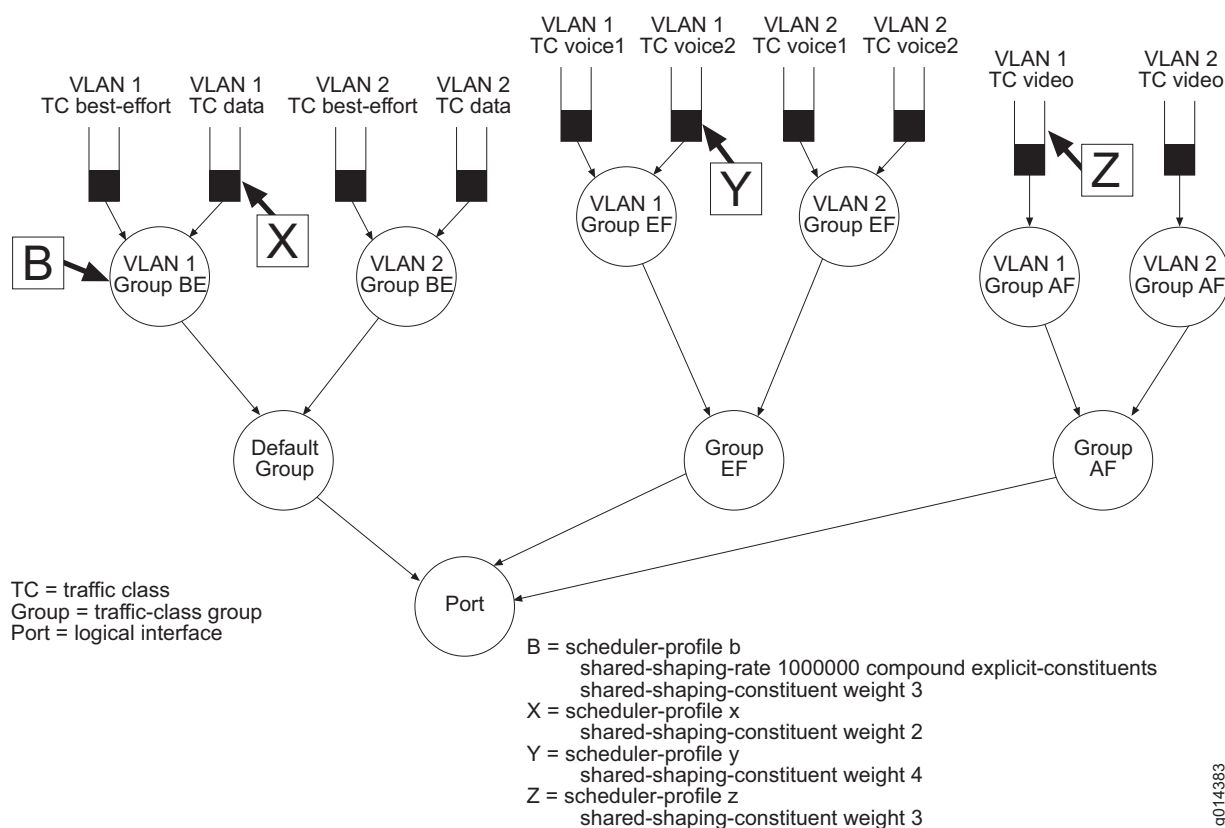 VLAN 1
TC voice1
VLAN 1
TC voice2
VLAN 2
TC voice1
VLAN 2
TC voice2
VLAN 1
TC video
VLAN 2
TC video
VLAN 1
TC best-effort
VLAN 1
TC data
VLAN 2
TC best-effort
VLAN 2
TC data
B
X
Y
Z
VLAN 1
Group BE
VLAN 2
Group BE
VLAN 1
Group EF
VLAN 2
Group EF
VLAN 1
Group AF
VLAN 2
Group AF
Default
Group
Group
EF
Group
AF
Port
TC = traffic class
Group = traffic-class group
Port = logical interface
B = scheduler-profile b
shared-shaping-rate 1000000 compound explicit-constituents
shared-shaping-constituent weight 3
X = scheduler-profile x
shared-shaping-constituent weight 2
Y = scheduler-profile y
shared-shaping-constituent weight 4
Z = scheduler-profile z
shared-shaping-constituent weight 3
g014383